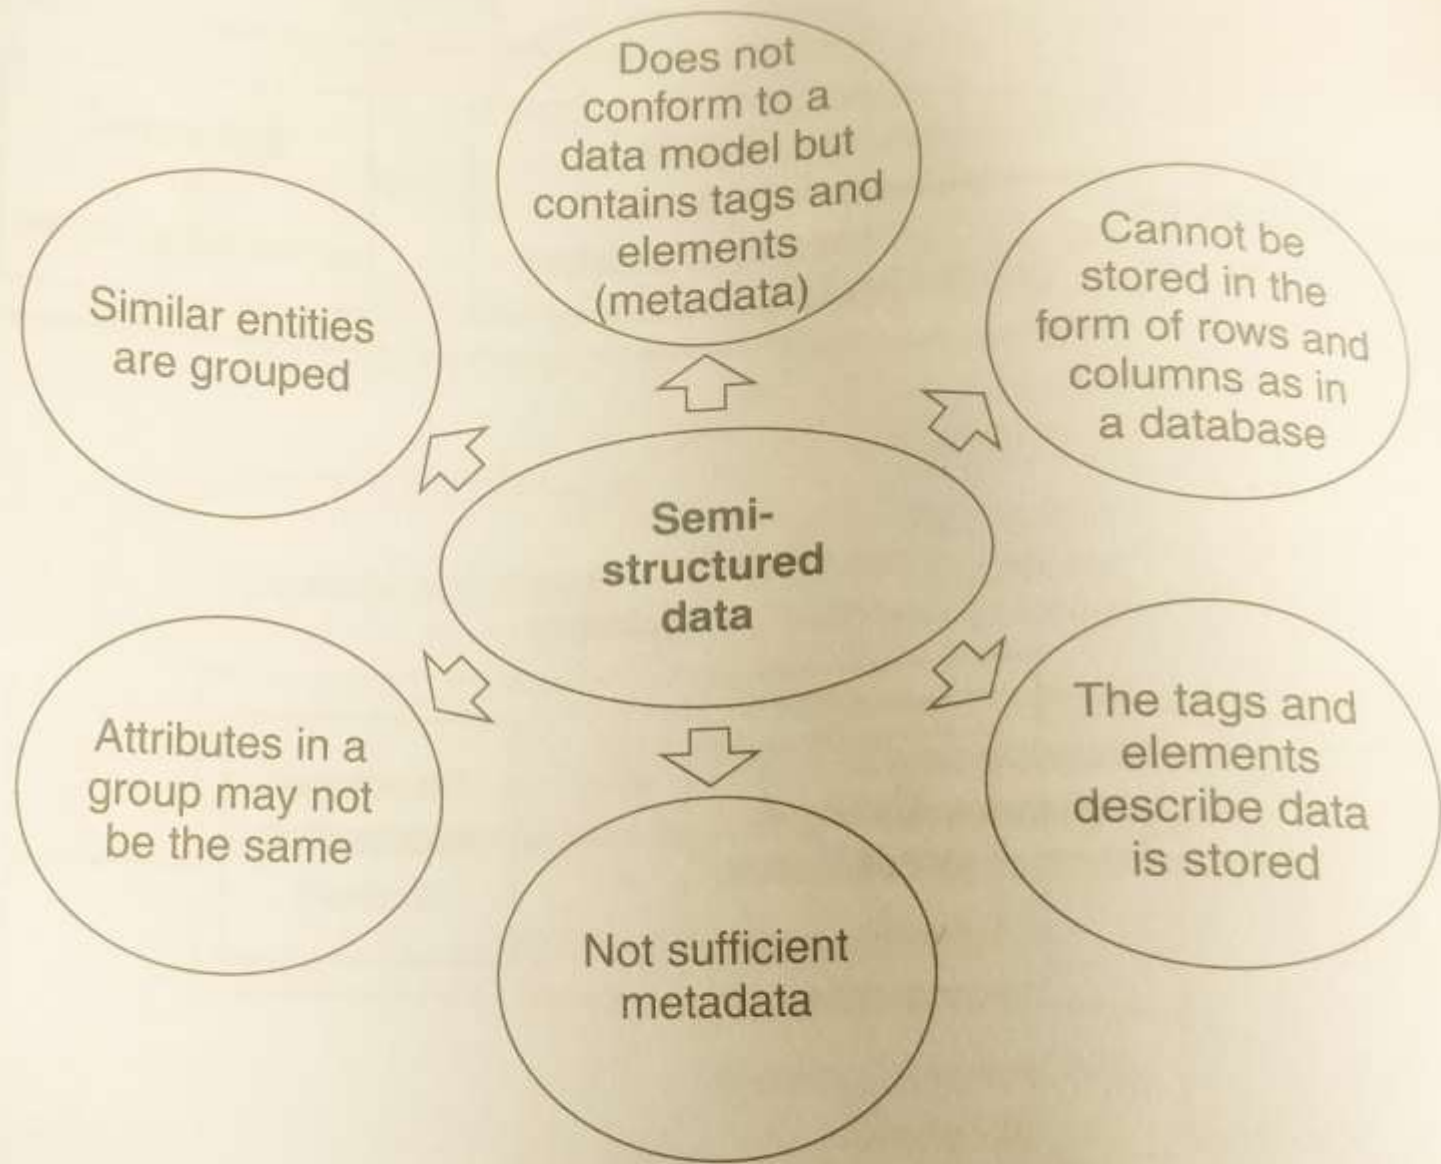 Does not
conform to a
data model but
contains tags and
elements
(metadata)
Cannot be
stored in the
form of rows and
columns as in
a database
Similar entities
are grouped
Semi-
structured
data
The tags and
elements
describe data
is stored
Attributes in a
group may not
be the same
Not sufficient
metadata